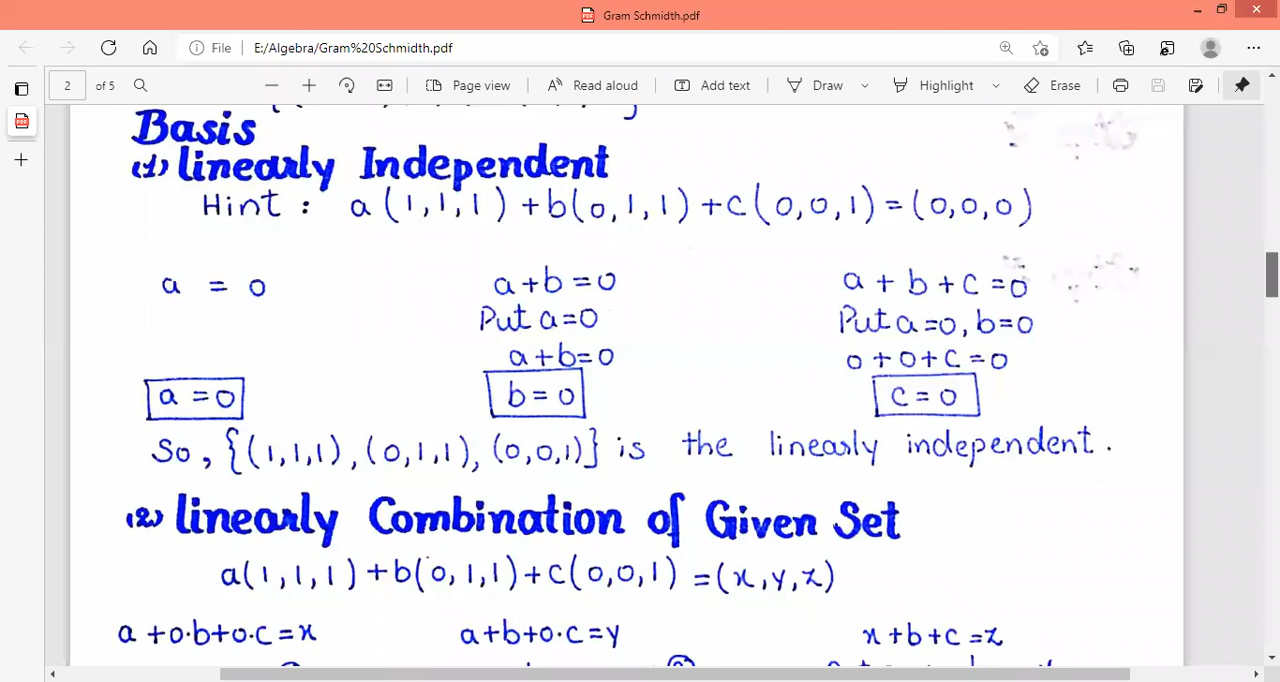 Gram Schmidth.pdf
File E:/Algebra/Gram%20Schmidth.pdf
2 of 5 Page view Read aloud Add text Draw Highlight Erase
Basis
(1) linearly Independent
Hint : a(1,1,1)+b(0,1,1)+c(0,0,1)=(0,0,0)
a = 0 a+b=0 a+b+c=0
Put a=0 Put a=0, b=0
a+b=0 0+0+c=0
a=0 b=0 c=0
So, {(1,1,1),(0,1,1),(0,0,1)} is the linearly independent.
(2) linearly Combination of Given Set
a(1,1,1)+b(0,1,1)+c(0,0,1)=(x,y,z)
a+0·b+0·c=x a+b+0·c=y x+b+c=z